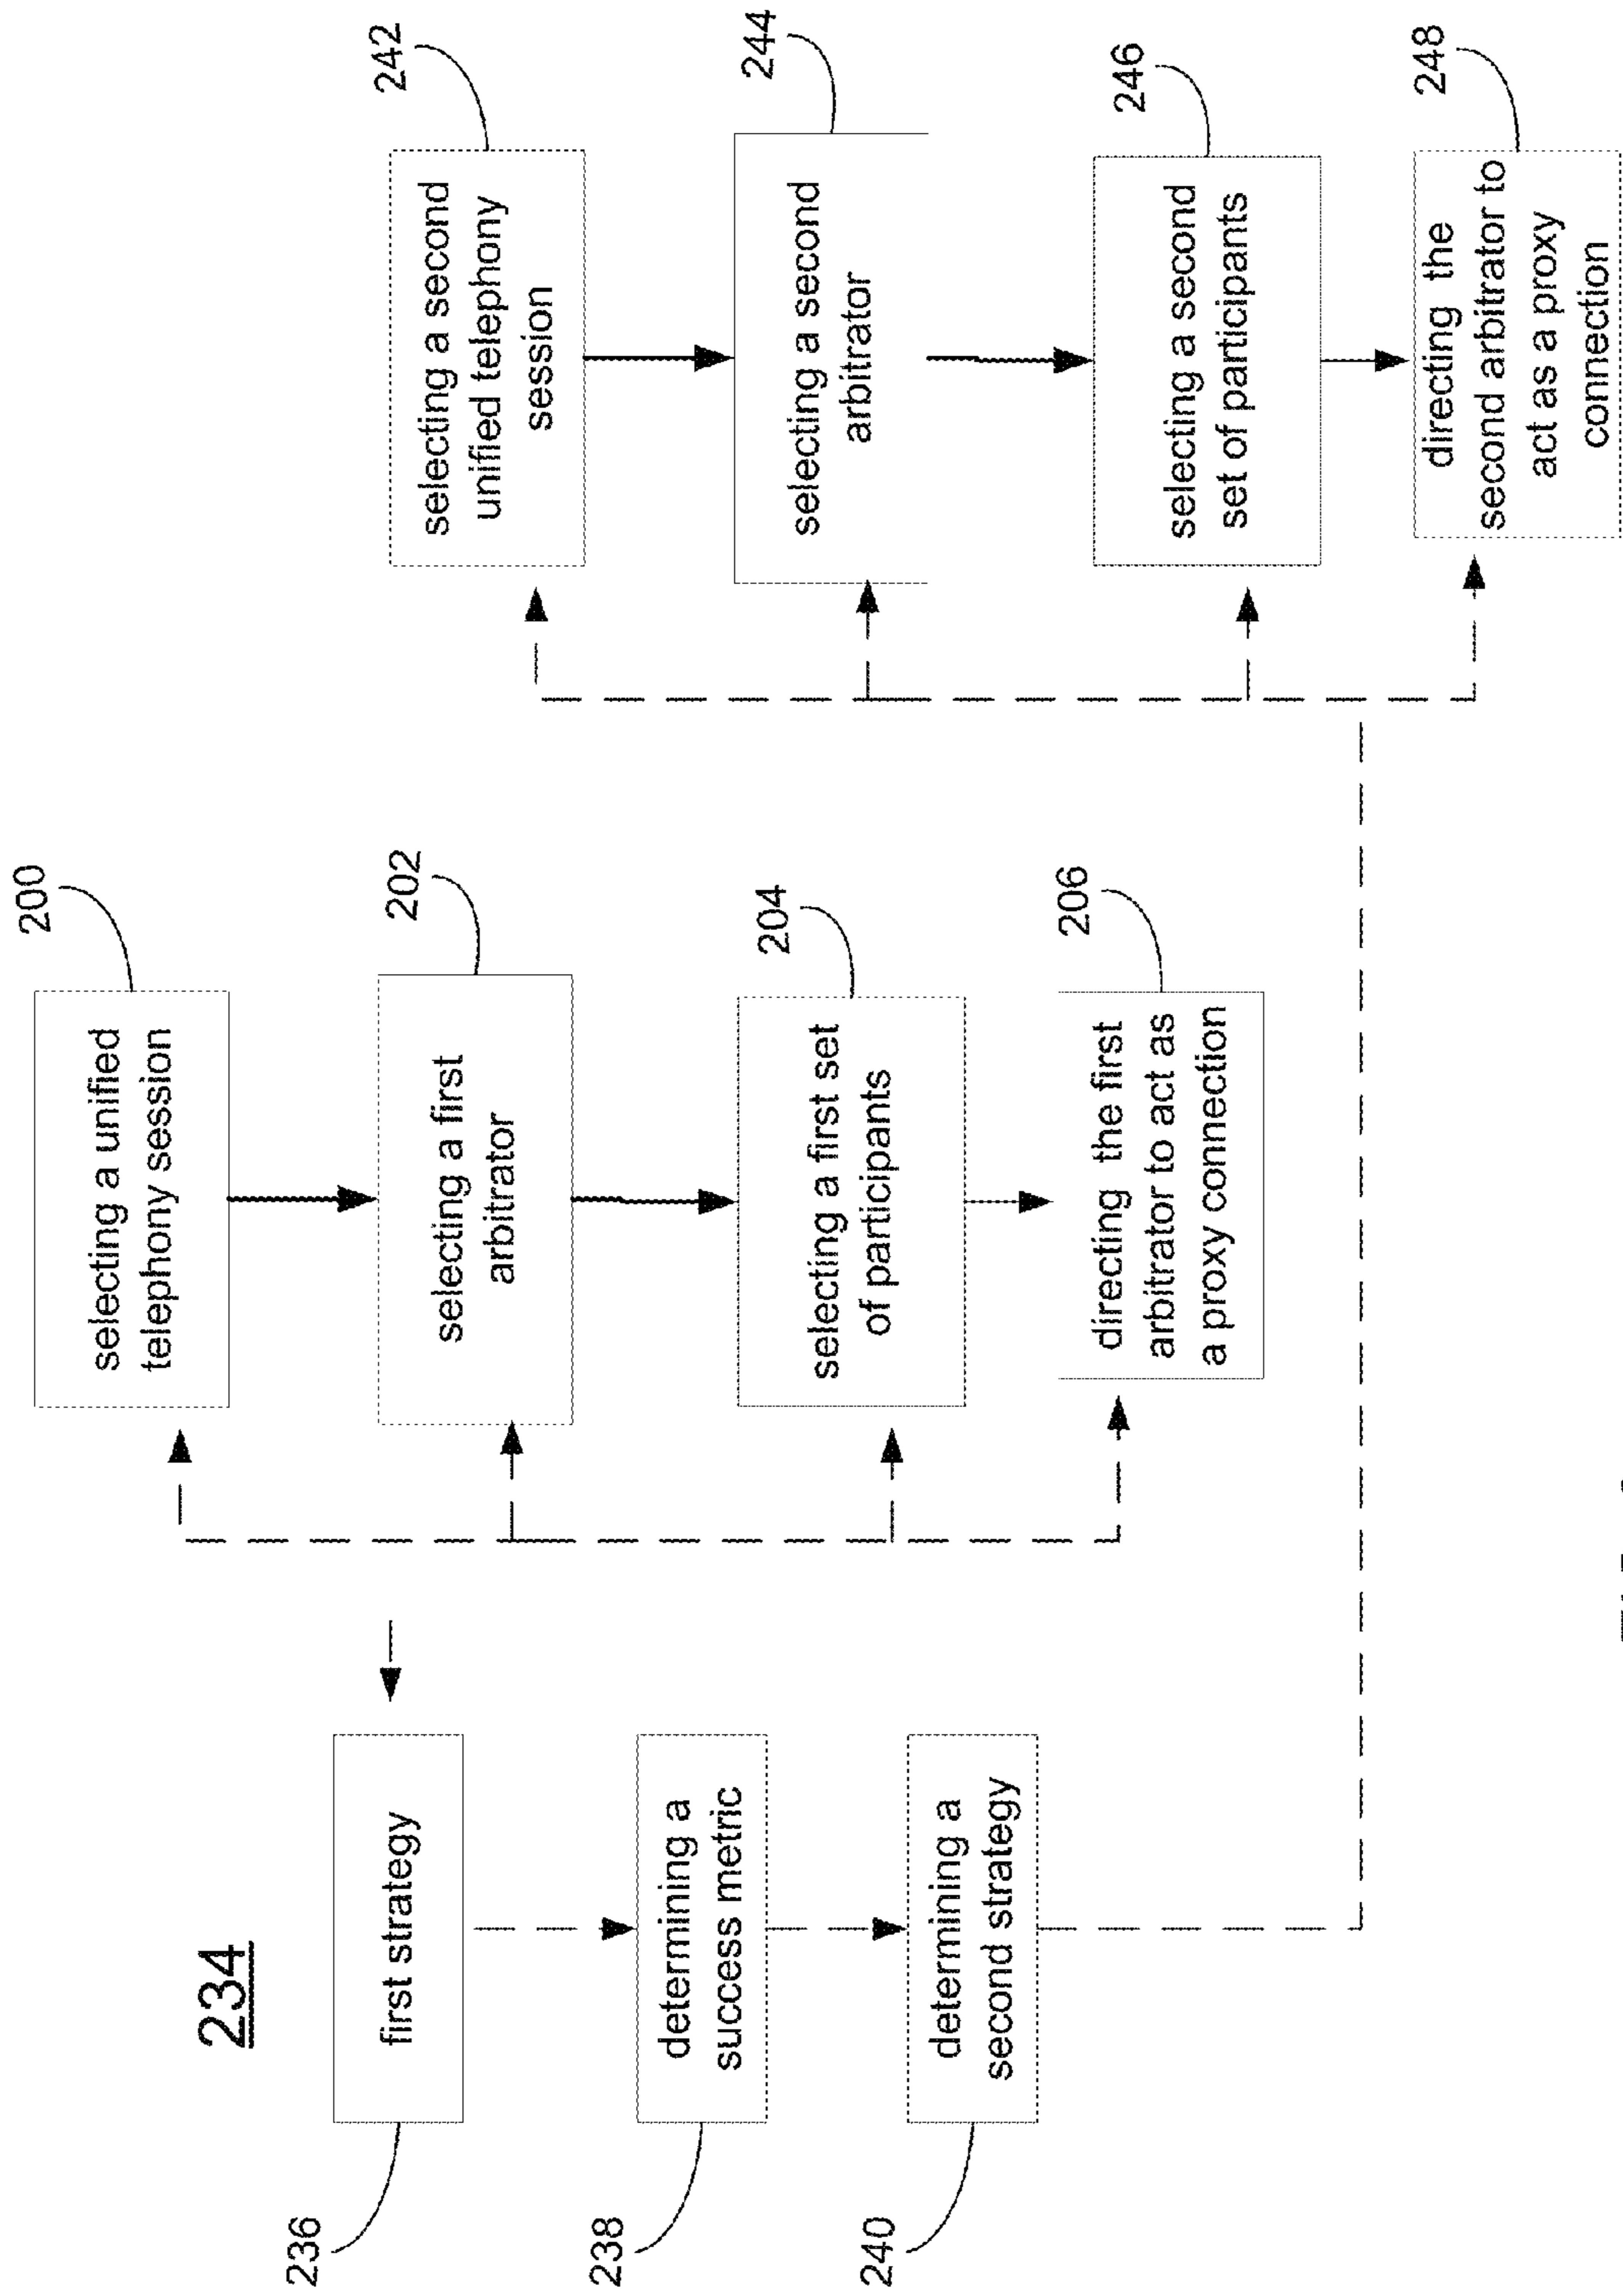 234
236
first strategy
238
determining a
success metric
240
determining a
second strategy
200
selecting a unified
telephony session
202
selecting a first
arbitrator
204
selecting a first set
of participants
206
directing the first
arbitrator to act as
a proxy connection
242
selecting a second
unified telephony
session
244
selecting a second
arbitrator
246
selecting a second
set of participants
248
directing the
second arbitrator to
act as a proxy
connection